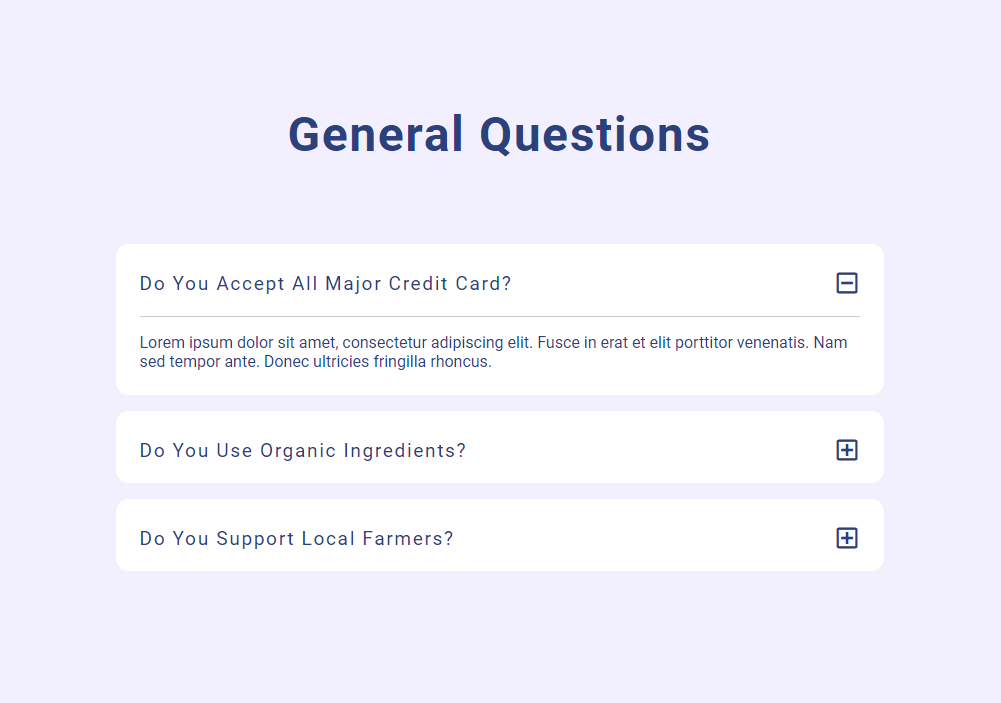 General Questions
Do You Accept All Major Credit Card?
Lorem ipsum dolor sit amet, consectetur adipiscing elit. Fusce in erat et elit porttitor venenatis. Nam
sed tempor ante. Donec ultricies fringilla rhoncus.
Do You Use Organic Ingredients?
Do You Support Local Farmers?